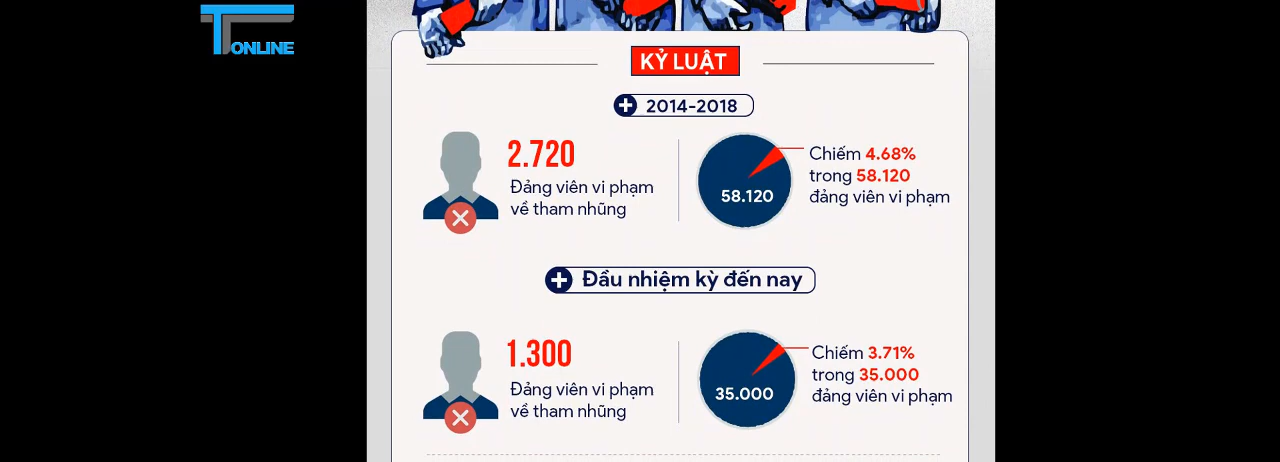 T ONLINE
KỶ LUẬT
2014-2018
2.720
Đảng viên vi phạm
về tham nhũng
58.120
Chiếm 4.68%
trong 58.120
đảng viên vi phạm
Đầu nhiệm kỳ đến nay
1.300
Đảng viên vi phạm
về tham nhũng
35.000
Chiếm 3.71%
trong 35.000
đảng viên vi phạm